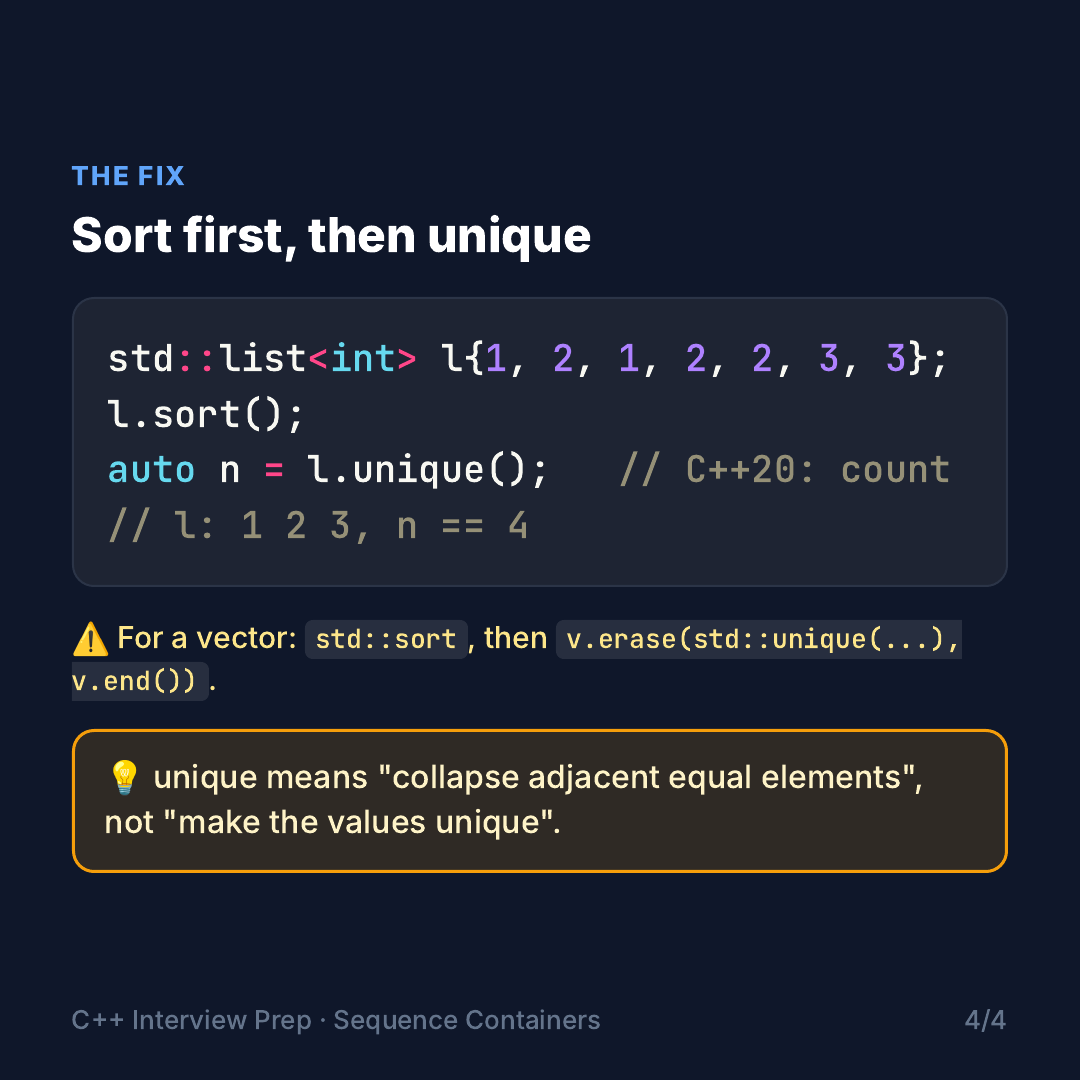 THE FIX
Sort first, then unique
std::list<int> l{1, 2, 1, 2, 2, 3, 3};
l.sort();
auto n = l.unique();   // C++20: count
// l: 1 2 3, n == 4
⚠️ For a vector: std::sort, then v.erase(std::unique(...),
v.end()).
💡 unique means "collapse adjacent equal elements",
not "make the values unique".
C++ Interview Prep · Sequence Containers
4/4